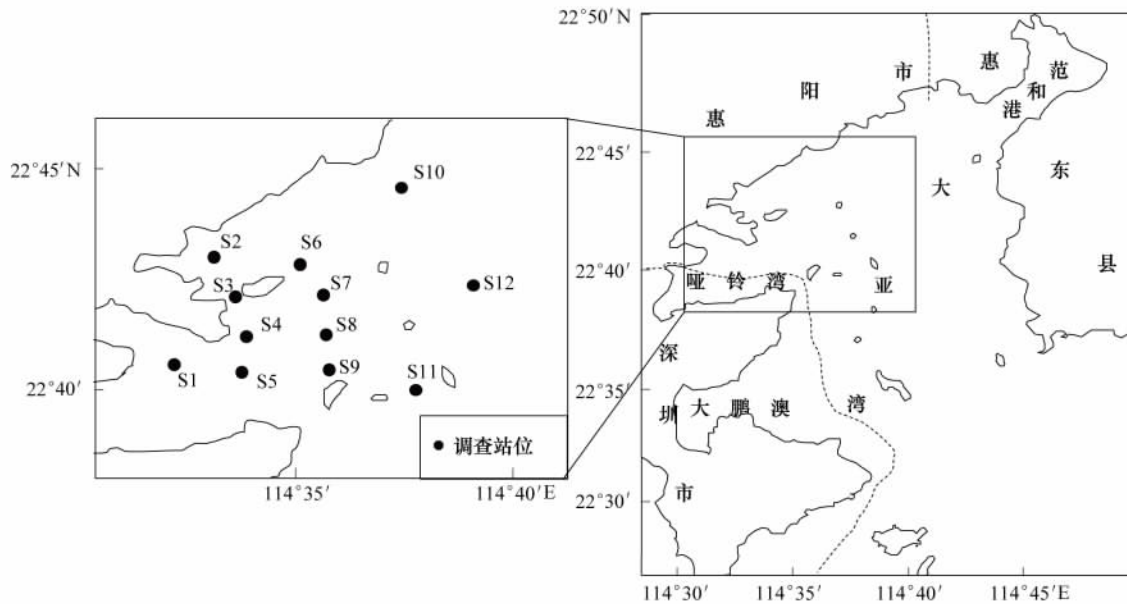 22°45′N
22°40′
114°35′
114°40′E
S10
S2
S6
S3
S7
S12
S4
S8
S1
S5
S9
S11
调查站位
22°50′N
22°45′
22°40′
22°35′
22°30′
114°30′
114°35′
114°40′
114°45′E
惠阳市
惠东县
范和港
大亚湾
哑铃湾
大鹏澳
深圳市